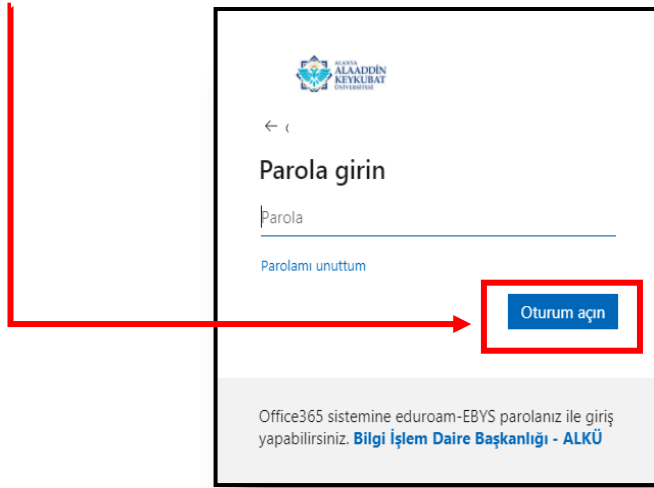 ALANYA
ALAADDİN
KEYKUBAT
ÜNİVERSİTESİ
Parola girin
Parola
Parolamı unuttum
Oturum açın
Office365 sistemine eduroam-EBYS parolanız ile giriş
yapabilirsiniz. Bilgi İşlem Daire Başkanlığı - ALKÜ